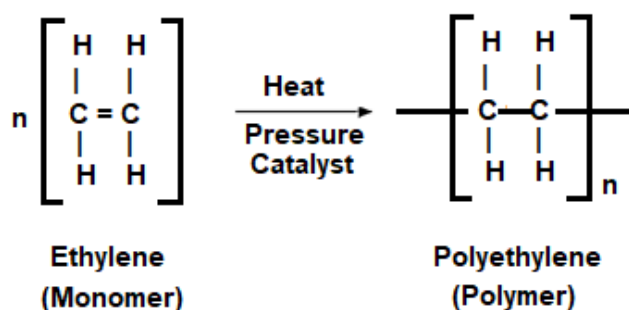 H H H H
| | Heat | |
n C = C C C
| | Pressure | |
H H Catalyst H H
n
Ethylene Polyethylene
(Monomer) (Polymer)